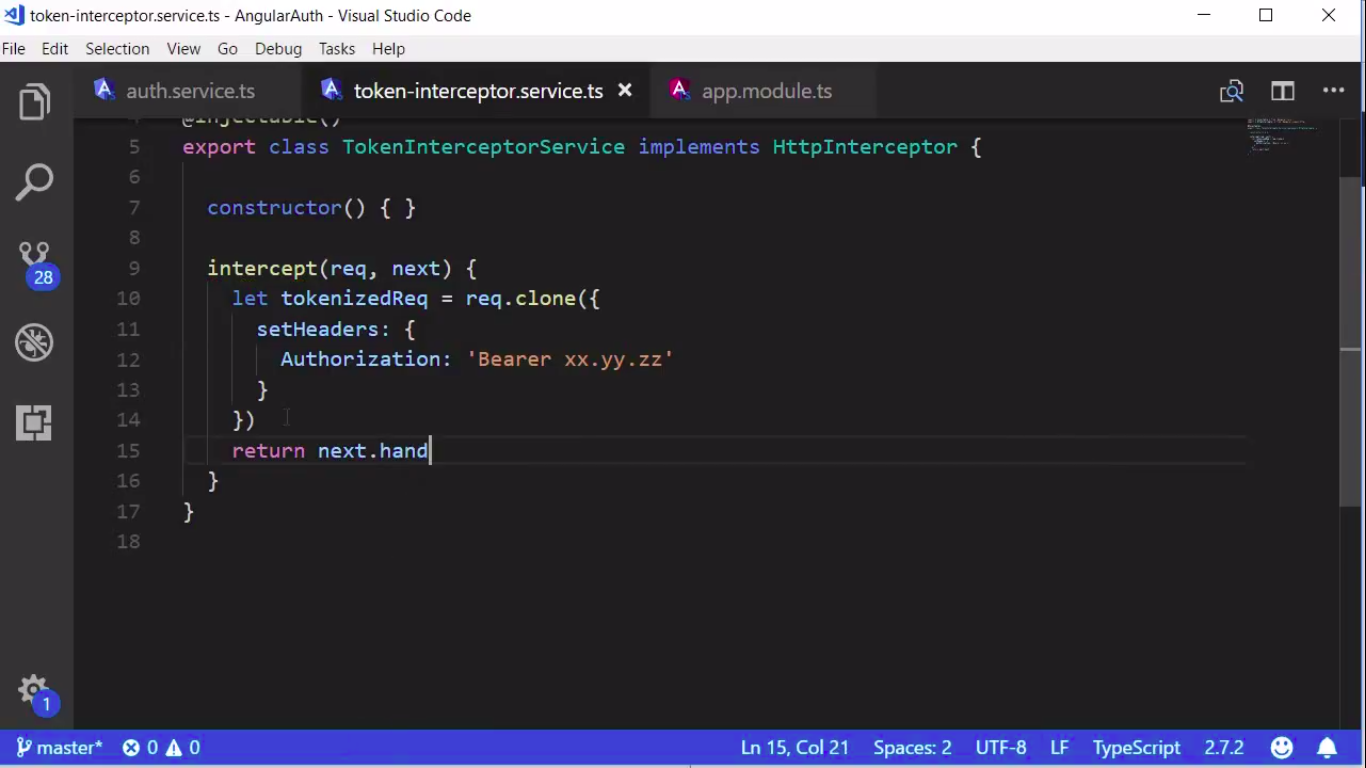 token-interceptor.service.ts - AngularAuth - Visual Studio Code
File Edit Selection View Go Debug Tasks Help
auth.service.ts token-interceptor.service.ts app.module.ts
4 @Injectable()
5 export class TokenInterceptorService implements HttpInterceptor {
6
7 constructor() { }
8
9 intercept(req, next) {
10 let tokenizedReq = req.clone({
11 setHeaders: {
12 Authorization: 'Bearer xx.yy.zz'
13 }
14 })
15 return next.hand
16 }
17 }
18
28
1
master* 0 0 Ln 15, Col 21 Spaces: 2 UTF-8 LF TypeScript 2.7.2